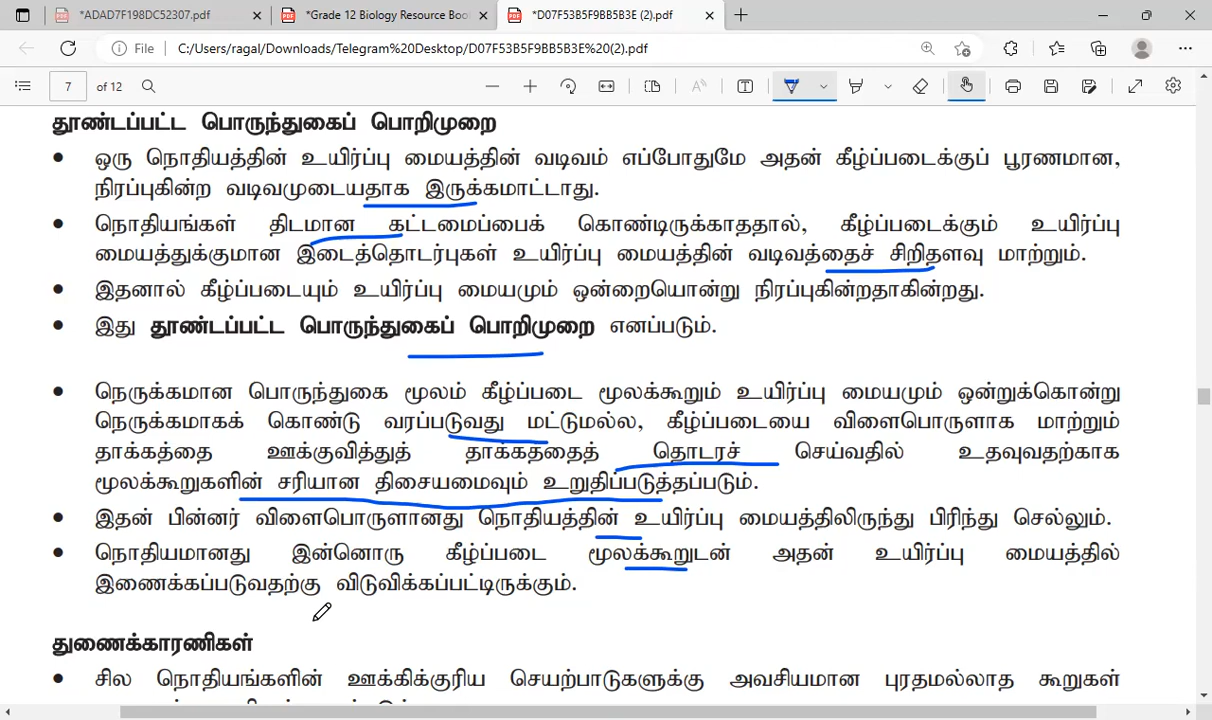 *ADAD7F198DC52307.pdf
*Grade 12 Biology Resource Boo
*D07F53B5F9BB5B3E (2).pdf
File C:/Users/ragal/Downloads/Telegram%20Desktop/D07F53B5F9BB5B3E%20(2).pdf
7 of 12
தூண்டப்பட்ட பொருந்துகைப் பொறிமுறை
• ஒரு நொதியத்தின் உயிர்ப்பு மையத்தின் வடிவம் எப்போதுமே அதன் கீழ்ப்படைக்குப் பூரணமான,
நிரப்புகின்ற வடிவமுடையதாக இருக்கமாட்டாது.
• நொதியங்கள் திடமான கட்டமைப்பைக் கொண்டிருக்காததால், கீழ்ப்படைக்கும் உயிர்ப்பு
மையத்துக்குமான இடைத்தொடர்புகள் உயிர்ப்பு மையத்தின் வடிவத்தைச் சிறிதளவு மாற்றும்.
• இதனால் கீழ்ப்படையும் உயிர்ப்பு மையமும் ஒன்றையொன்று நிரப்புகின்றதாகின்றது.
• இது தூண்டப்பட்ட பொருந்துகைப் பொறிமுறை எனப்படும்.
• நெருக்கமான பொருந்துகை மூலம் கீழ்ப்படை மூலக்கூறும் உயிர்ப்பு மையமும் ஒன்றுக்கொன்று
நெருக்கமாகக் கொண்டு வரப்படுவது மட்டுமல்ல, கீழ்ப்படையை விளைபொருளாக மாற்றும்
தாக்கத்தை ஊக்குவித்துத் தாக்கத்தைத் தொடரச் செய்வதில் உதவுவதற்காக
மூலக்கூறுகளின் சரியான திசையமைவும் உறுதிப்படுத்தப்படும்.
• இதன் பின்னர் விளைபொருளானது நொதியத்தின் உயிர்ப்பு மையத்திலிருந்து பிரிந்து செல்லும்.
• நொதியமானது இன்னொரு கீழ்ப்படை மூலக்கூறுடன் அதன் உயிர்ப்பு மையத்தில்
இணைக்கப்படுவதற்கு விடுவிக்கப்பட்டிருக்கும்.
துணைக்காரணிகள்
• சில நொதியங்களின் ஊக்கிக்குரிய செயற்பாடுகளுக்கு அவசியமான புரதமல்லாத கூறுகள்